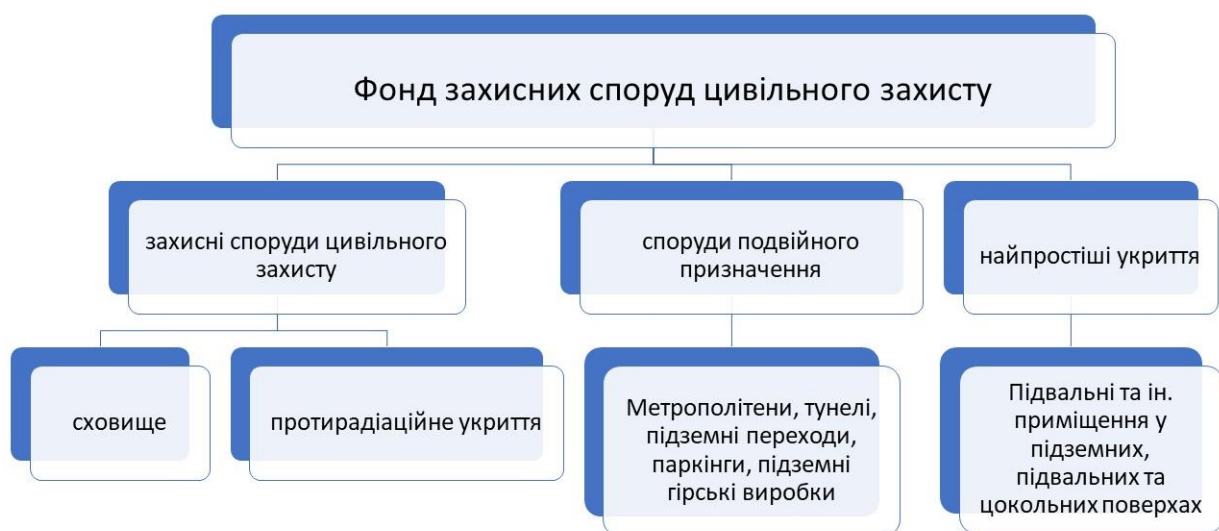 Фонд захисних споруд цивільного захисту
захисні споруди цивільного
захисту
споруди подвійного
призначення
найпростіші укриття
сховище
протирадіаційне укриття
Метрополітени, тунелі,
підземні переходи,
паркінги, підземні
гірські виробки
Підвальні та ін.
приміщення у
підземних,
підвальних та
цокольних поверхах